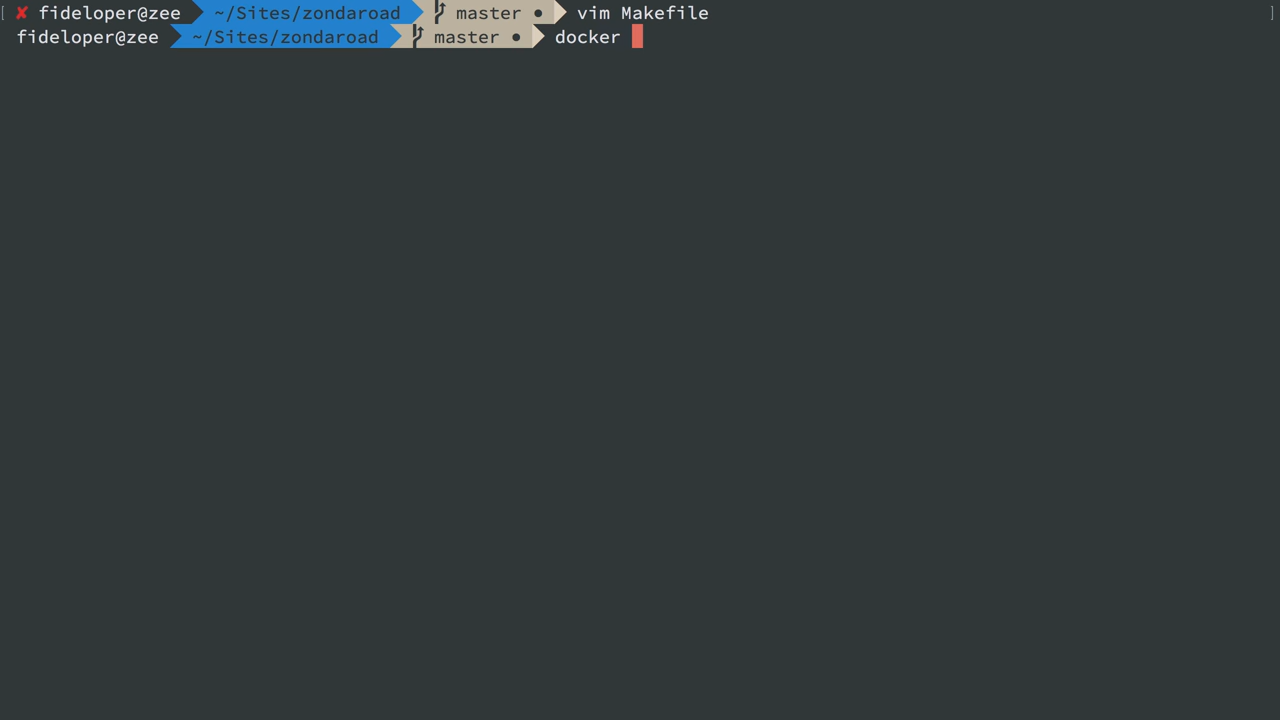 [ ✘ fideloper@zee ~/Sites/zondaroad master ● vim Makefile ]
fideloper@zee ~/Sites/zondaroad master ● docker